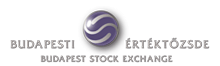 BUDAPESTI ÉRTÉKTŐZSDE
BUDAPEST STOCK EXCHANGE